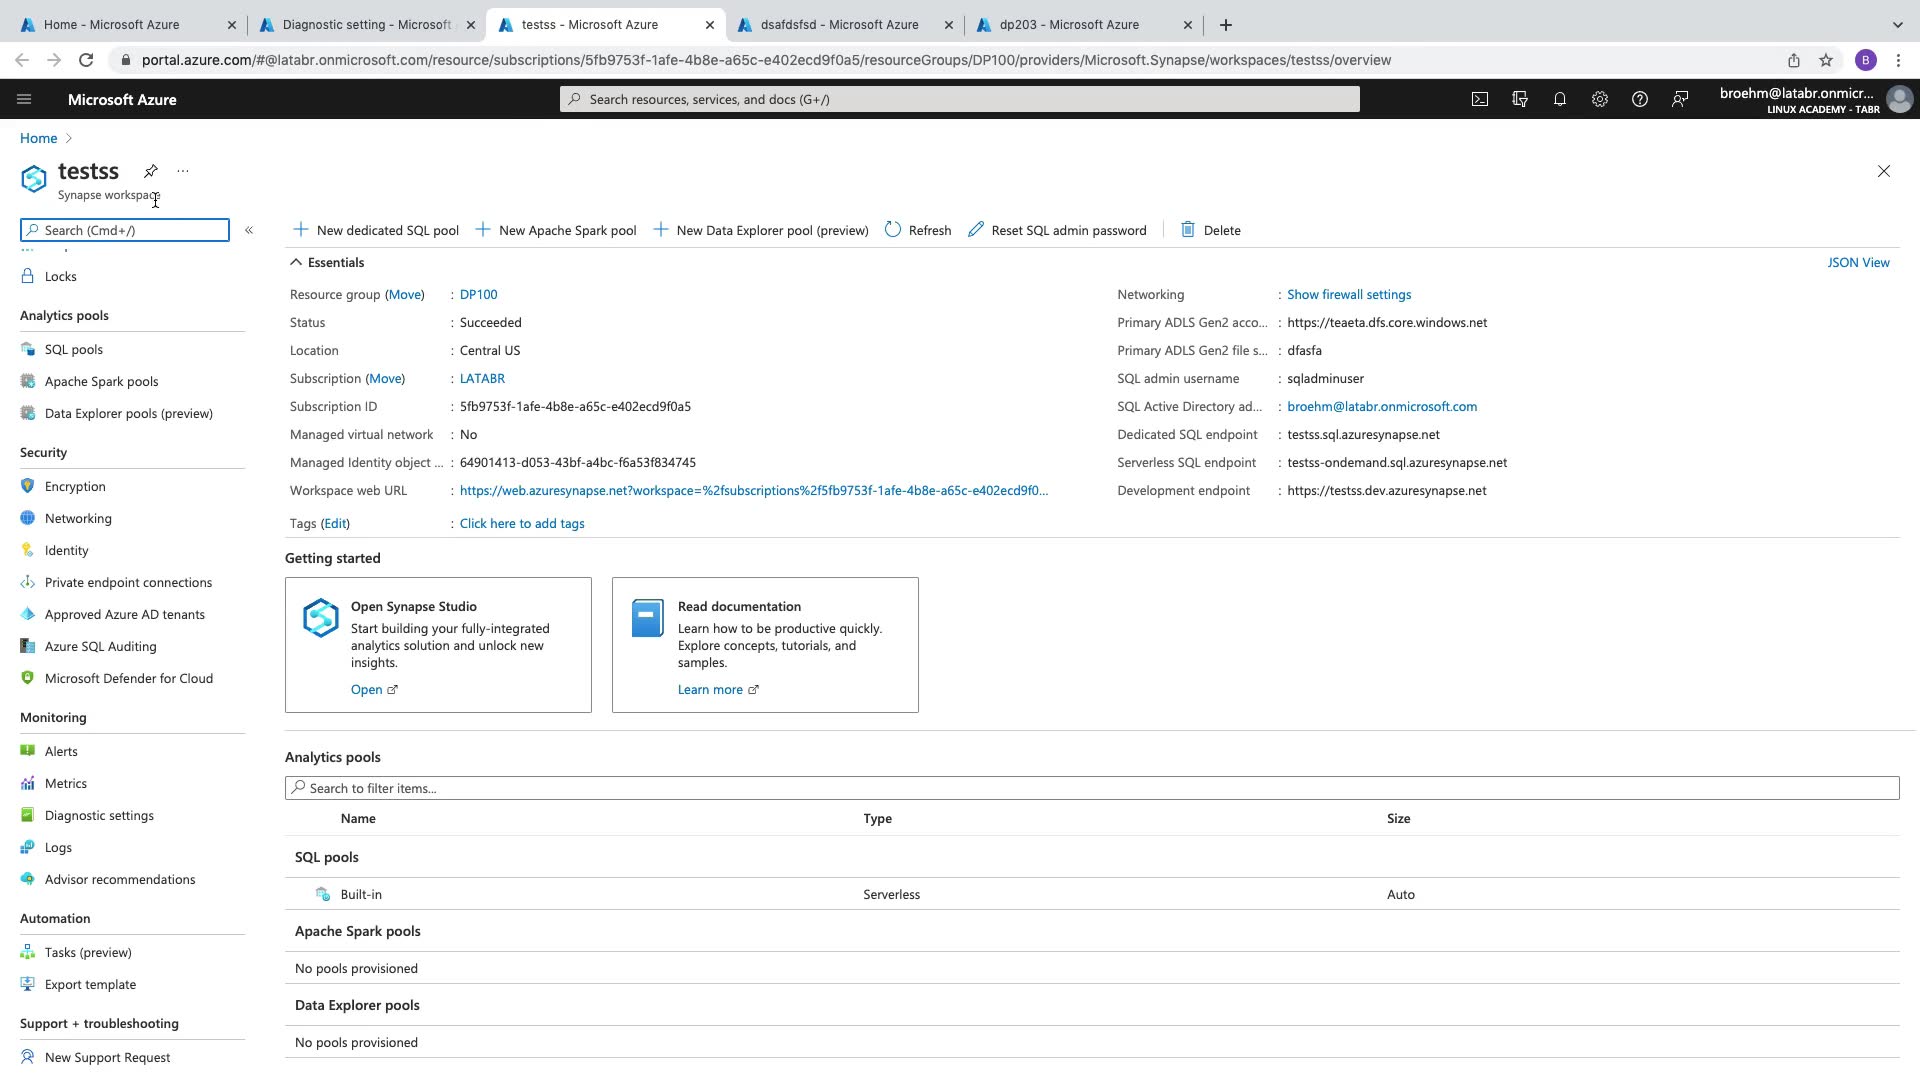 Home - Microsoft Azure
Diagnostic setting - Microsoft
testss - Microsoft Azure
dsafdsfsd - Microsoft Azure
dp203 - Microsoft Azure
portal.azure.com/#@latabr.onmicrosoft.com/resource/subscriptions/5fb9753f-1afe-4b8e-a65c-e402ecd9f0a5/resourceGroups/DP100/providers/Microsoft.Synapse/workspaces/testss/overview
B
Microsoft Azure
Search resources, services, and docs (G+/)
broehm@latabr.onmicr...
LINUX ACADEMY - TABR
Home
testss
Synapse workspace
Search (Cmd+/)
Locks
Analytics pools
SQL pools
Apache Spark pools
Data Explorer pools (preview)
Security
Encryption
Networking
Identity
Private endpoint connections
Approved Azure AD tenants
Azure SQL Auditing
Microsoft Defender for Cloud
Monitoring
Alerts
Metrics
Diagnostic settings
Logs
Advisor recommendations
Automation
Tasks (preview)
Export template
Support + troubleshooting
New Support Request
New dedicated SQL pool
New Apache Spark pool
New Data Explorer pool (preview)
Refresh
Reset SQL admin password
Delete
Essentials
JSON View
Resource group (Move) : DP100
Status : Succeeded
Location : Central US
Subscription (Move) : LATABR
Subscription ID : 5fb9753f-1afe-4b8e-a65c-e402ecd9f0a5
Managed virtual network : No
Managed Identity object ... : 64901413-d053-43bf-a4bc-f6a53f834745
Workspace web URL : https://web.azuresynapse.net?workspace=%2fsubscriptions%2f5fb9753f-1afe-4b8e-a65c-e402ecd9f0...
Tags (Edit) : Click here to add tags
Networking : Show firewall settings
Primary ADLS Gen2 acco... : https://teaeta.dfs.core.windows.net
Primary ADLS Gen2 file s... : dfasfa
SQL admin username : sqladminuser
SQL Active Directory ad... : broehm@latabr.onmicrosoft.com
Dedicated SQL endpoint : testss.sql.azuresynapse.net
Serverless SQL endpoint : testss-ondemand.sql.azuresynapse.net
Development endpoint : https://testss.dev.azuresynapse.net
Getting started
Open Synapse Studio
Start building your fully-integrated
analytics solution and unlock new
insights.
Open
Read documentation
Learn how to be productive quickly.
Explore concepts, tutorials, and
samples.
Learn more
Analytics pools
Search to filter items...
Name Type Size
SQL pools
Built-in Serverless Auto
Apache Spark pools
No pools provisioned
Data Explorer pools
No pools provisioned